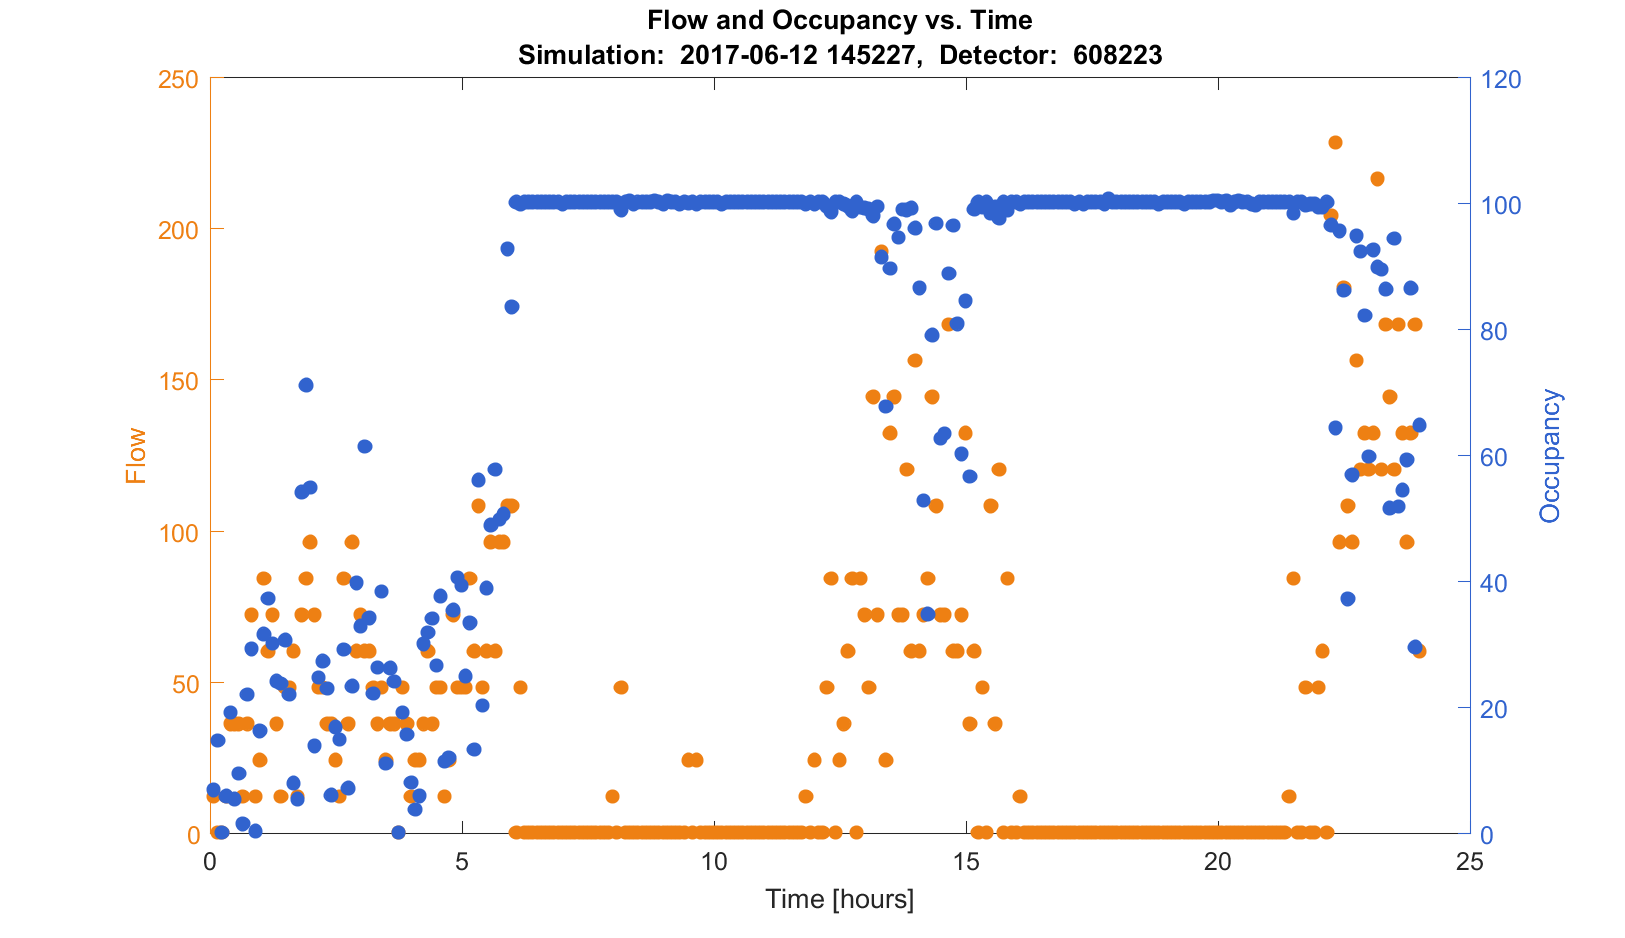 Flow and Occupancy vs. Time
Simulation:  2017-06-12 145227,  Detector:  608223
250
200
150
100
50
0
Flow
120
100
80
60
40
20
0
Occupancy
0 5 10 15 20 25
Time [hours]